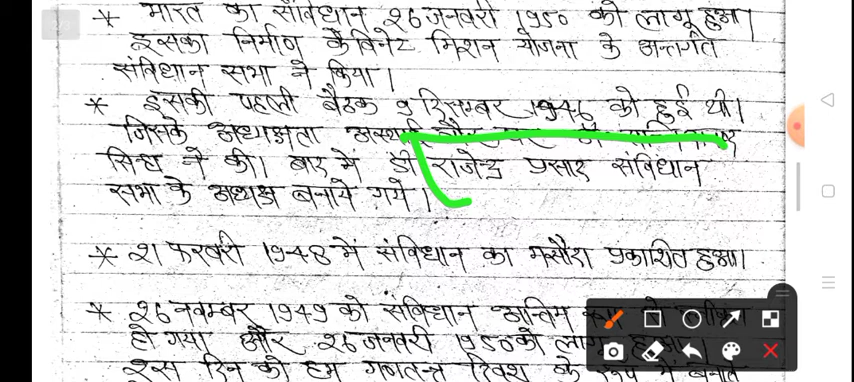 * भारत का संविधान 26 जनवरी 1950 को लागू हुआ।
इसका निर्माण कैबिनेट मिशन योजना के अन्तर्गत
संविधान सभा ने किया।
* इसकी पहली बैठक 9 दिसम्बर 1946 को हुई थी।
जिसके अध्यक्षता अस्थाई
सिन्हा ने की। बाद में डॉ राजेन्द्र प्रसाद संविधान
सभा के अध्यक्ष बनाये गये।
* 21 फरवरी 1948 में संविधान का मसौदा प्रकाशित हुआ।
* 26 नवम्बर 1949 को संविधान अन्तिम
हो गया और 26 जनवरी 1950 को लागू
इस दिन को हम गणतन्त्र दिवस के